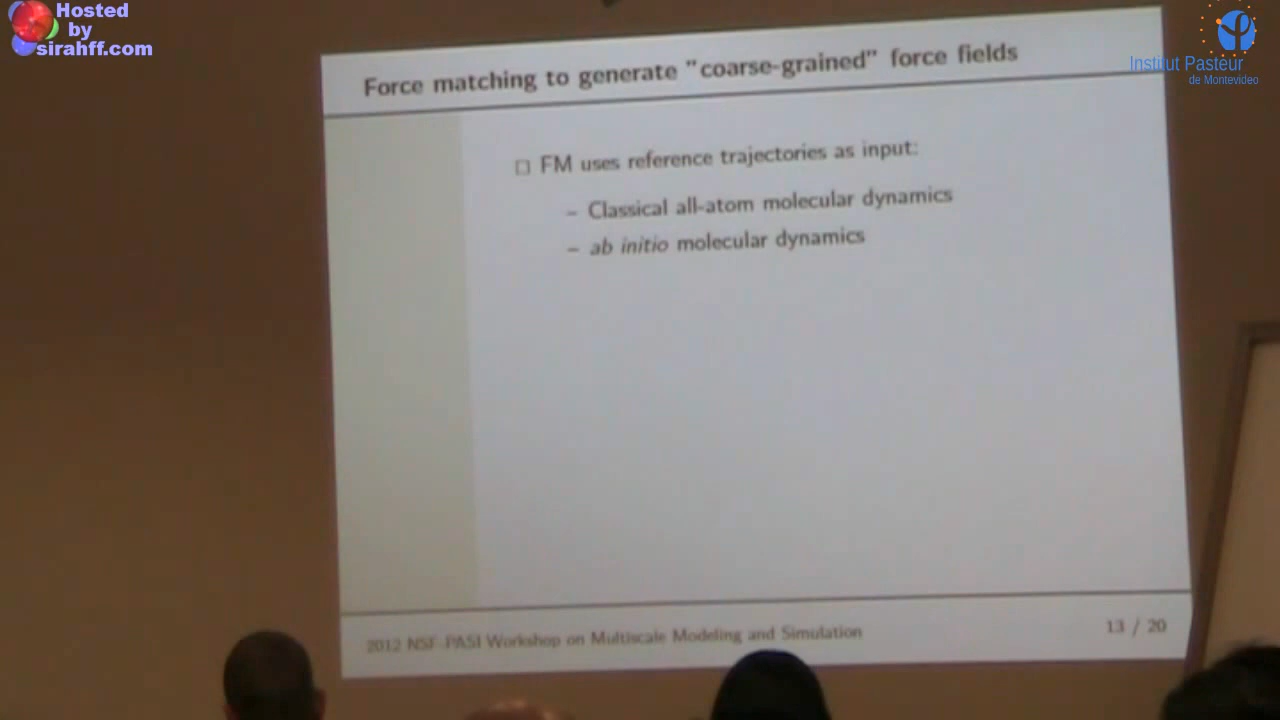 Hosted
by
sirahff.com
Institut Pasteur
de Montevideo
Force matching to generate "coarse-grained" force fields
□ FM uses reference trajectories as input:
– Classical all-atom molecular dynamics
– ab initio molecular dynamics
2012 NSF-PASI Workshop on Multiscale Modeling and Simulation
13 / 20